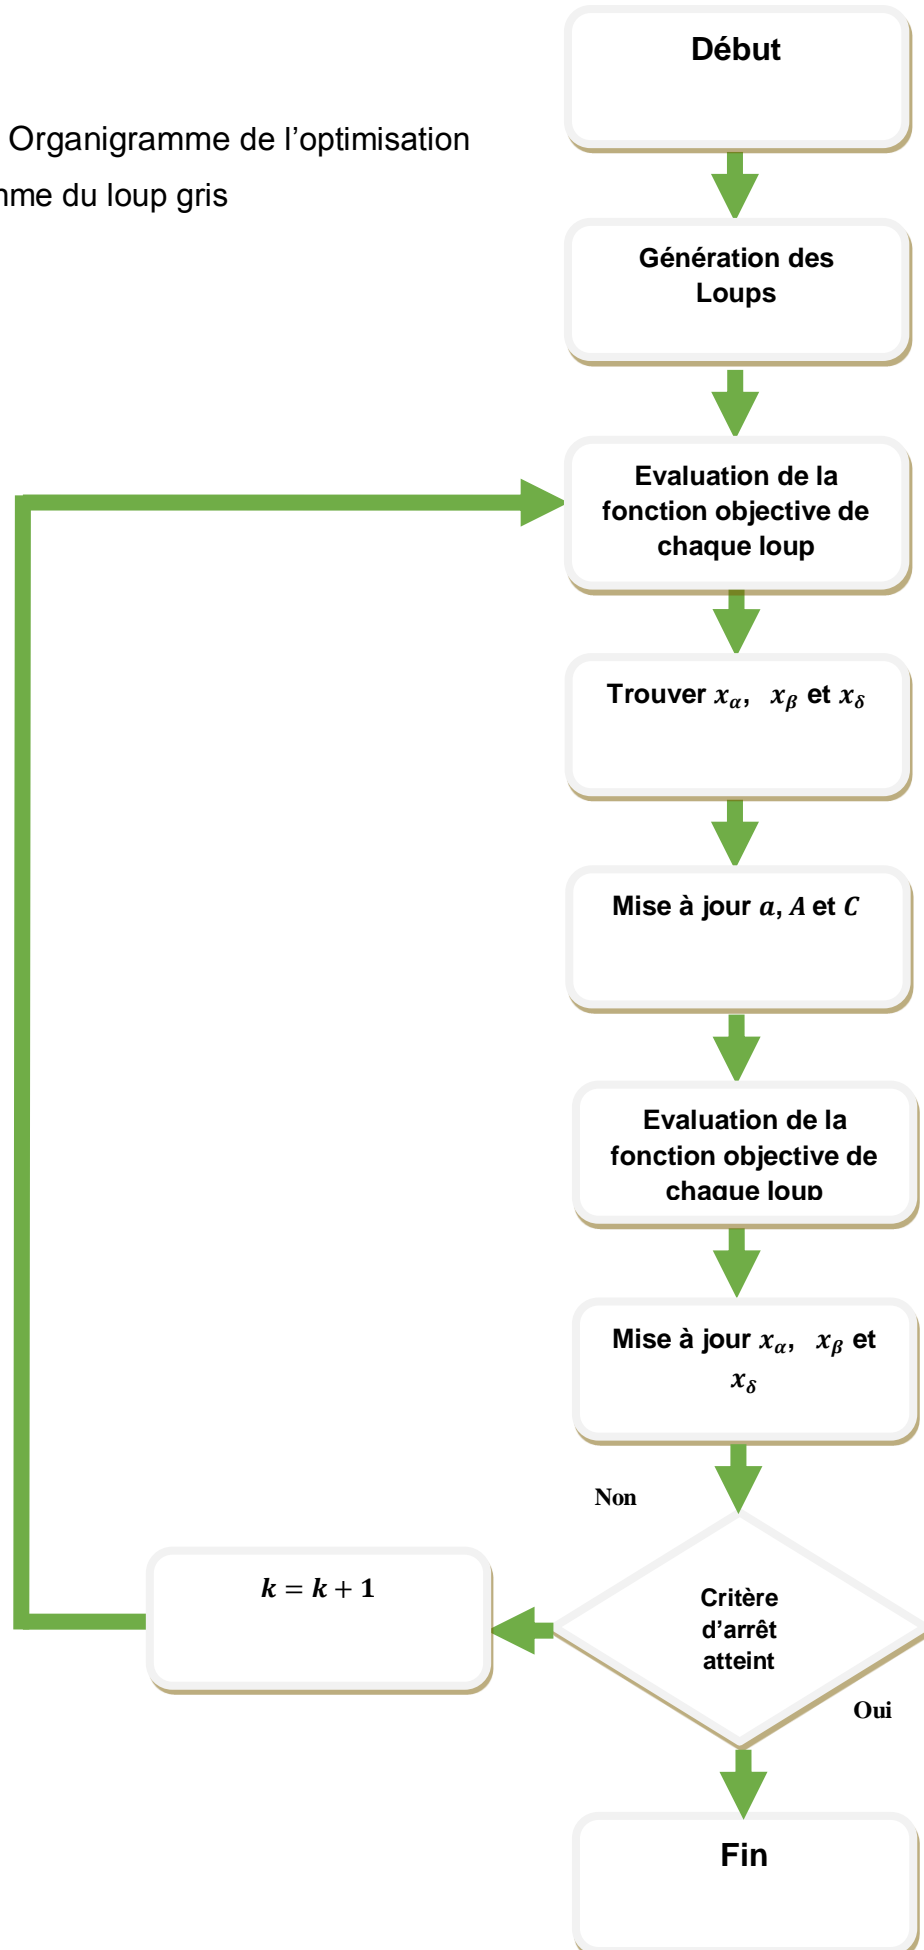 Début
Organigramme de l’optimisation
du loup gris
Génération des
Loups
Evaluation de la
fonction objective de
chaque loup
Trouver xα, xβ et xδ
Mise à jour a, A et C
Evaluation de la
fonction objective de
chaque loup
Mise à jour xα, xβ et
xδ
Non
k = k + 1
Critère
d’arrêt
atteint
Oui
Fin